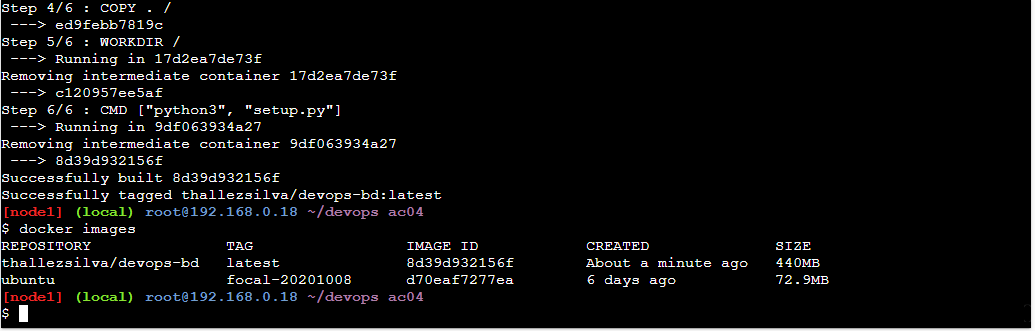 Step 4/6 : COPY . /
 ---> ed9febb7819c
Step 5/6 : WORKDIR /
 ---> Running in 17d2ea7de73f
Removing intermediate container 17d2ea7de73f
 ---> c120957ee5af
Step 6/6 : CMD ["python3", "setup.py"]
 ---> Running in 9df063934a27
Removing intermediate container 9df063934a27
 ---> 8d39d932156f
Successfully built 8d39d932156f
Successfully tagged thallezsilva/devops-bd:latest
[node1] (local) root@192.168.0.18 ~/devops ac04
$ docker images
REPOSITORY TAG IMAGE ID CREATED SIZE
thallezsilva/devops-bd latest 8d39d932156f About a minute ago 440MB
ubuntu focal-20201008 d70eaf7277ea 6 days ago 72.9MB
[node1] (local) root@192.168.0.18 ~/devops ac04
$